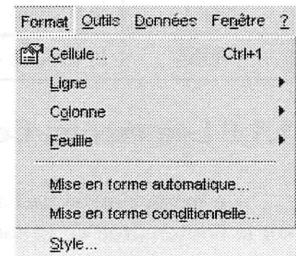 Format Outils Données Fenêtre ?
Cellule... Ctrl+1
Ligne
Colonne
Feuille
Mise en forme automatique...
Mise en forme conditionnelle...
Style...